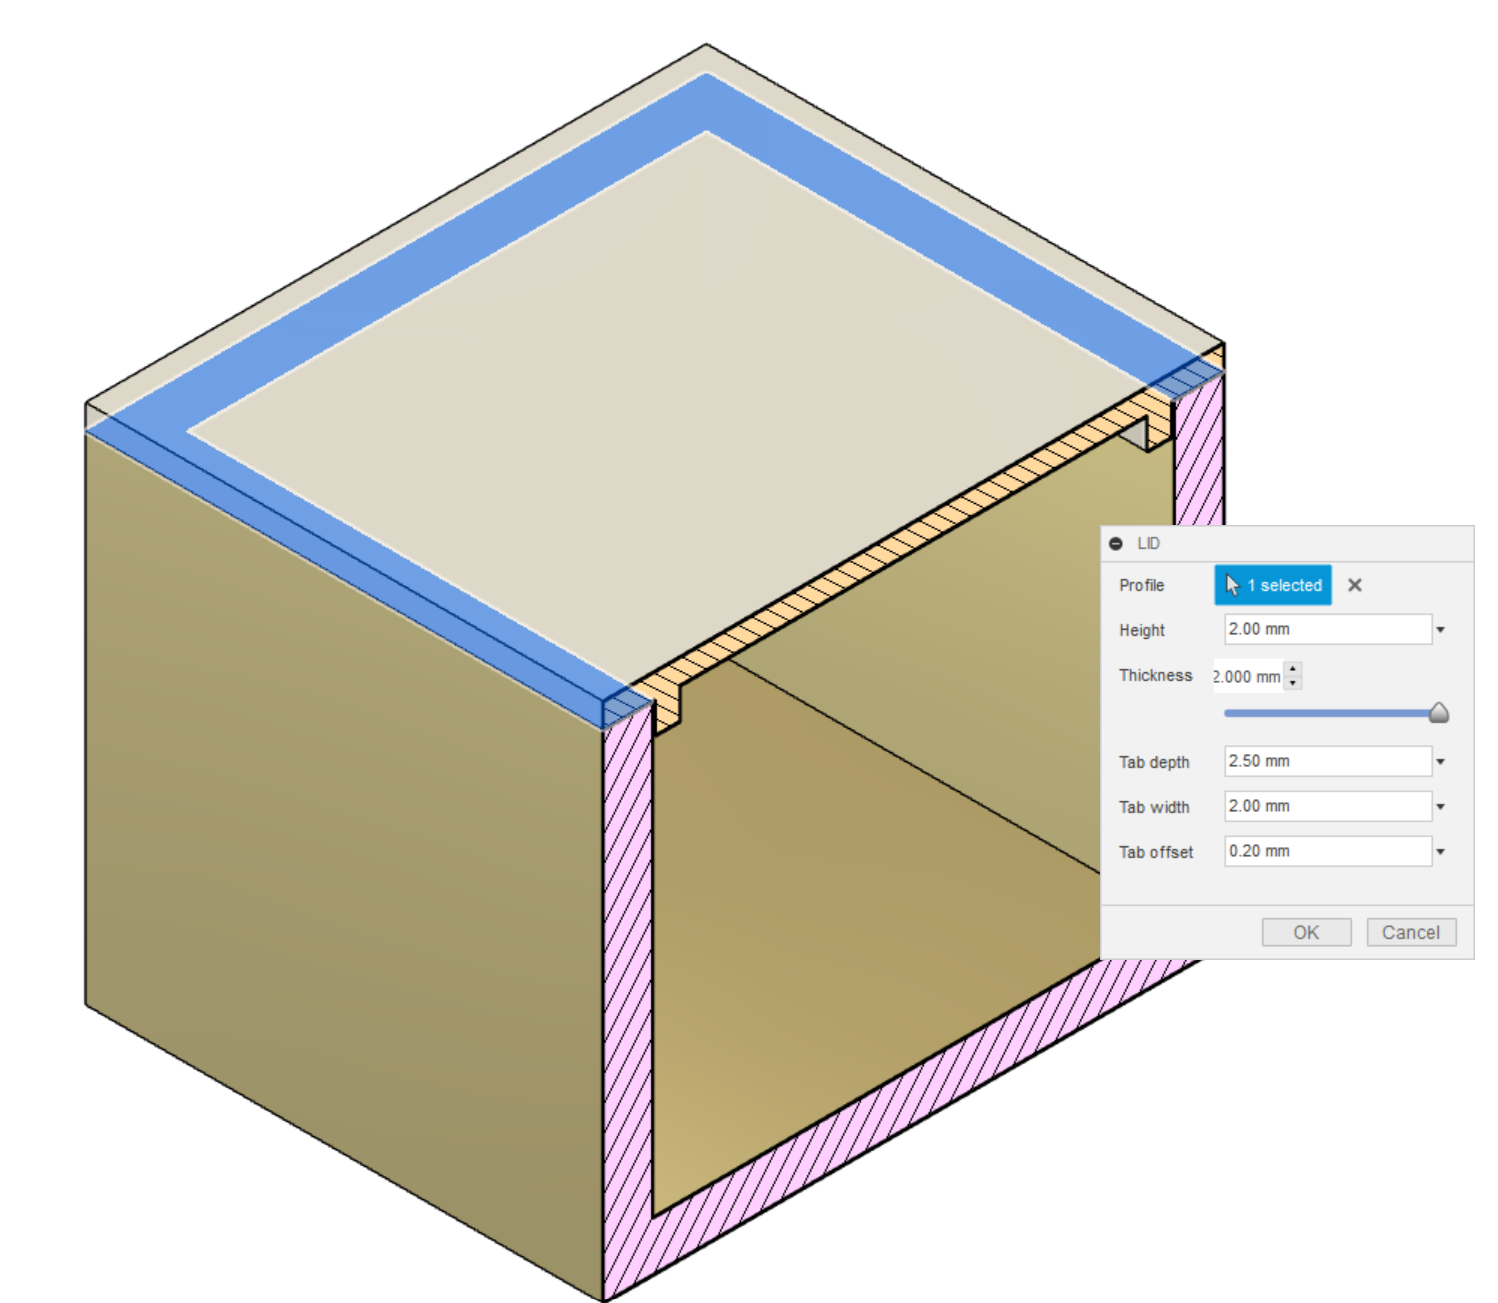 LID
Profile 1 selected
Height 2.00 mm
Thickness 2.000 mm
Tab depth 2.50 mm
Tab width 2.00 mm
Tab offset 0.20 mm
OK Cancel